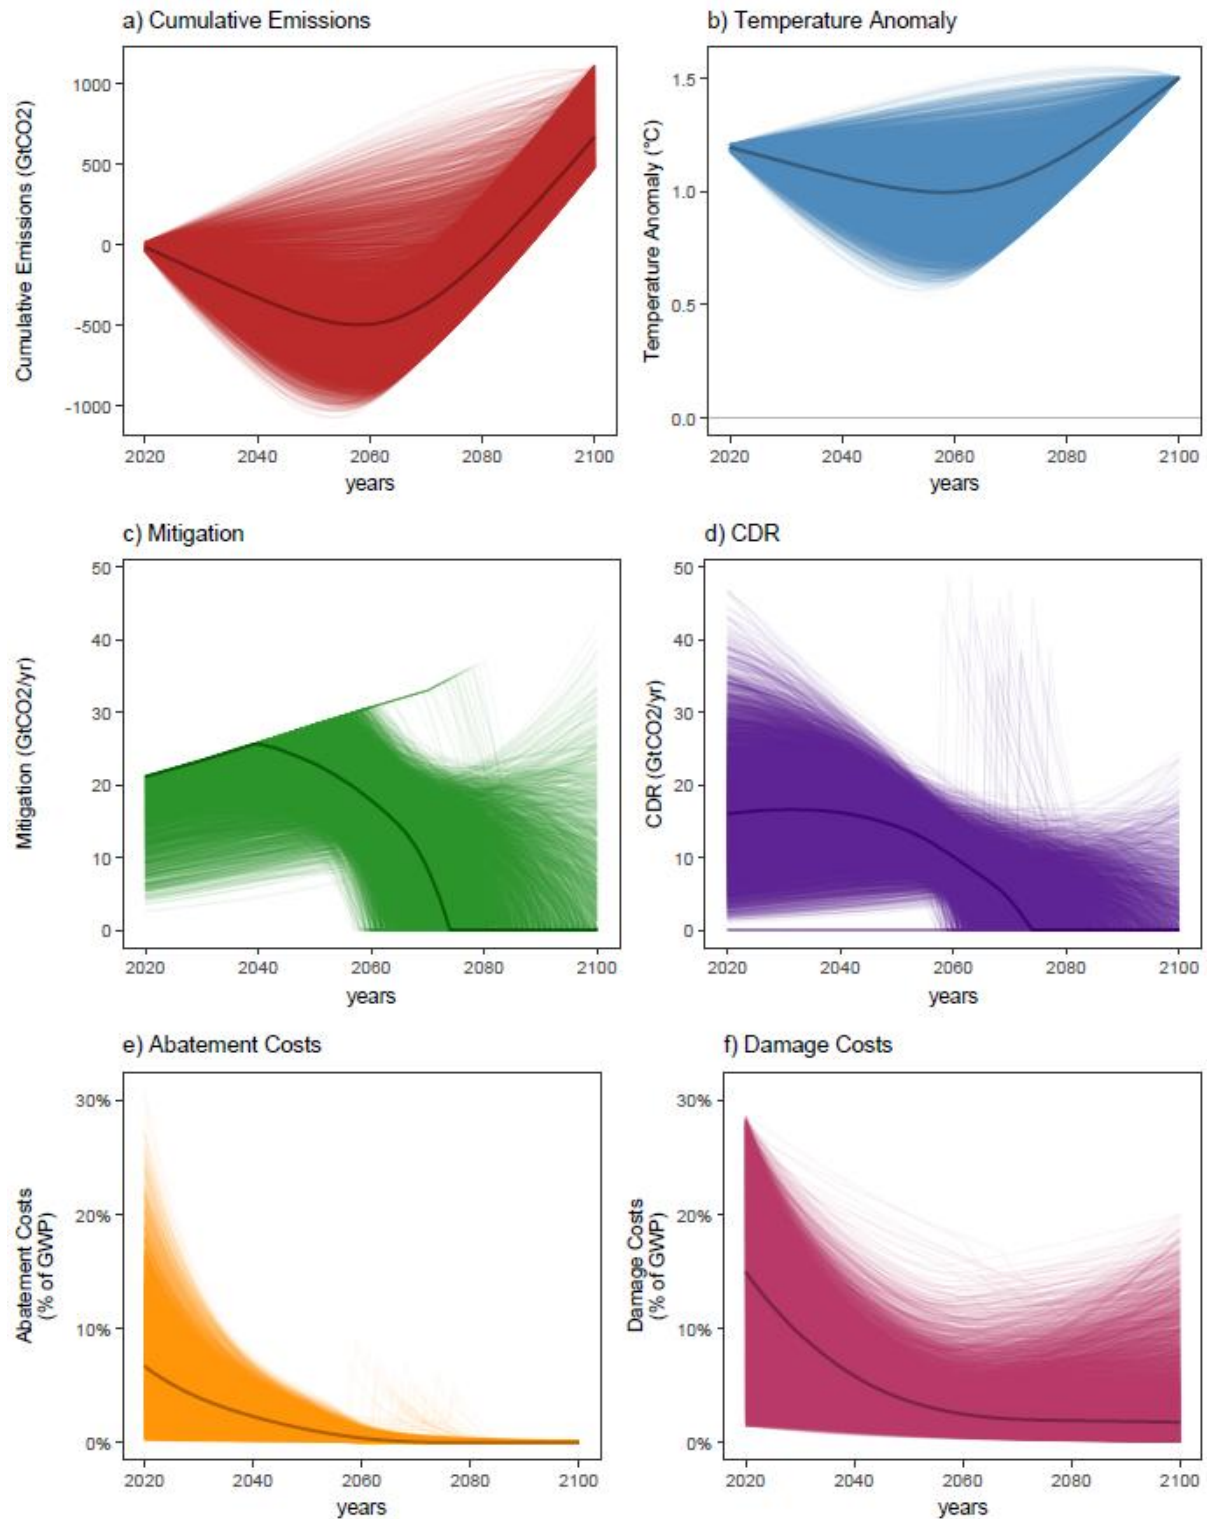 a) Cumulative Emissions
Cumulative Emissions (GtCO2)
1000
500
0
-500
-1000
2020 2040 2060 2080 2100
years
b) Temperature Anomaly
Temperature Anomaly (°C)
1.5
1.0
0.5
0.0
2020 2040 2060 2080 2100
years
c) Mitigation
Mitigation (GtCO2/yr)
50
40
30
20
10
0
2020 2040 2060 2080 2100
years
d) CDR
CDR (GtCO2/yr)
50
40
30
20
10
0
2020 2040 2060 2080 2100
years
e) Abatement Costs
Abatement Costs
(% of GWP)
30%
20%
10%
0%
2020 2040 2060 2080 2100
years
f) Damage Costs
Damage Costs
(% of GWP)
30%
20%
10%
0%
2020 2040 2060 2080 2100
years